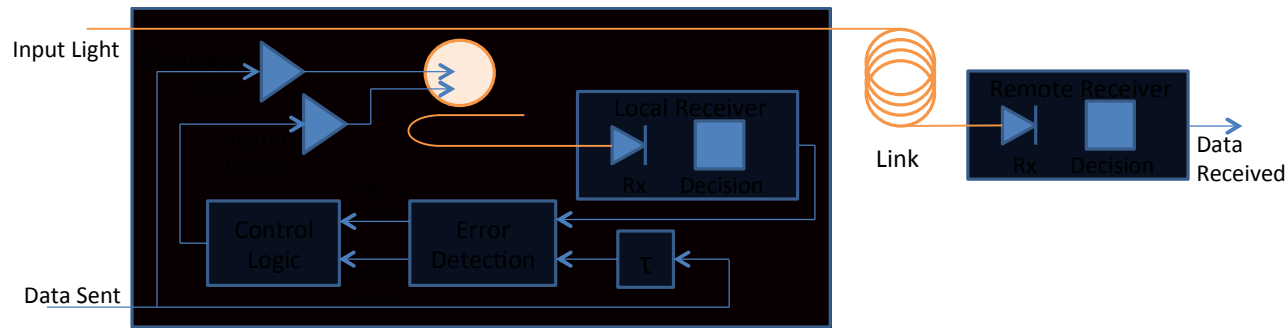 Input Light
Local Receiver
Rx
Decision
Control
Logic
Error
Detection
τ
Data Sent
Link
Remote Receiver
Rx
Decision
Data
Received